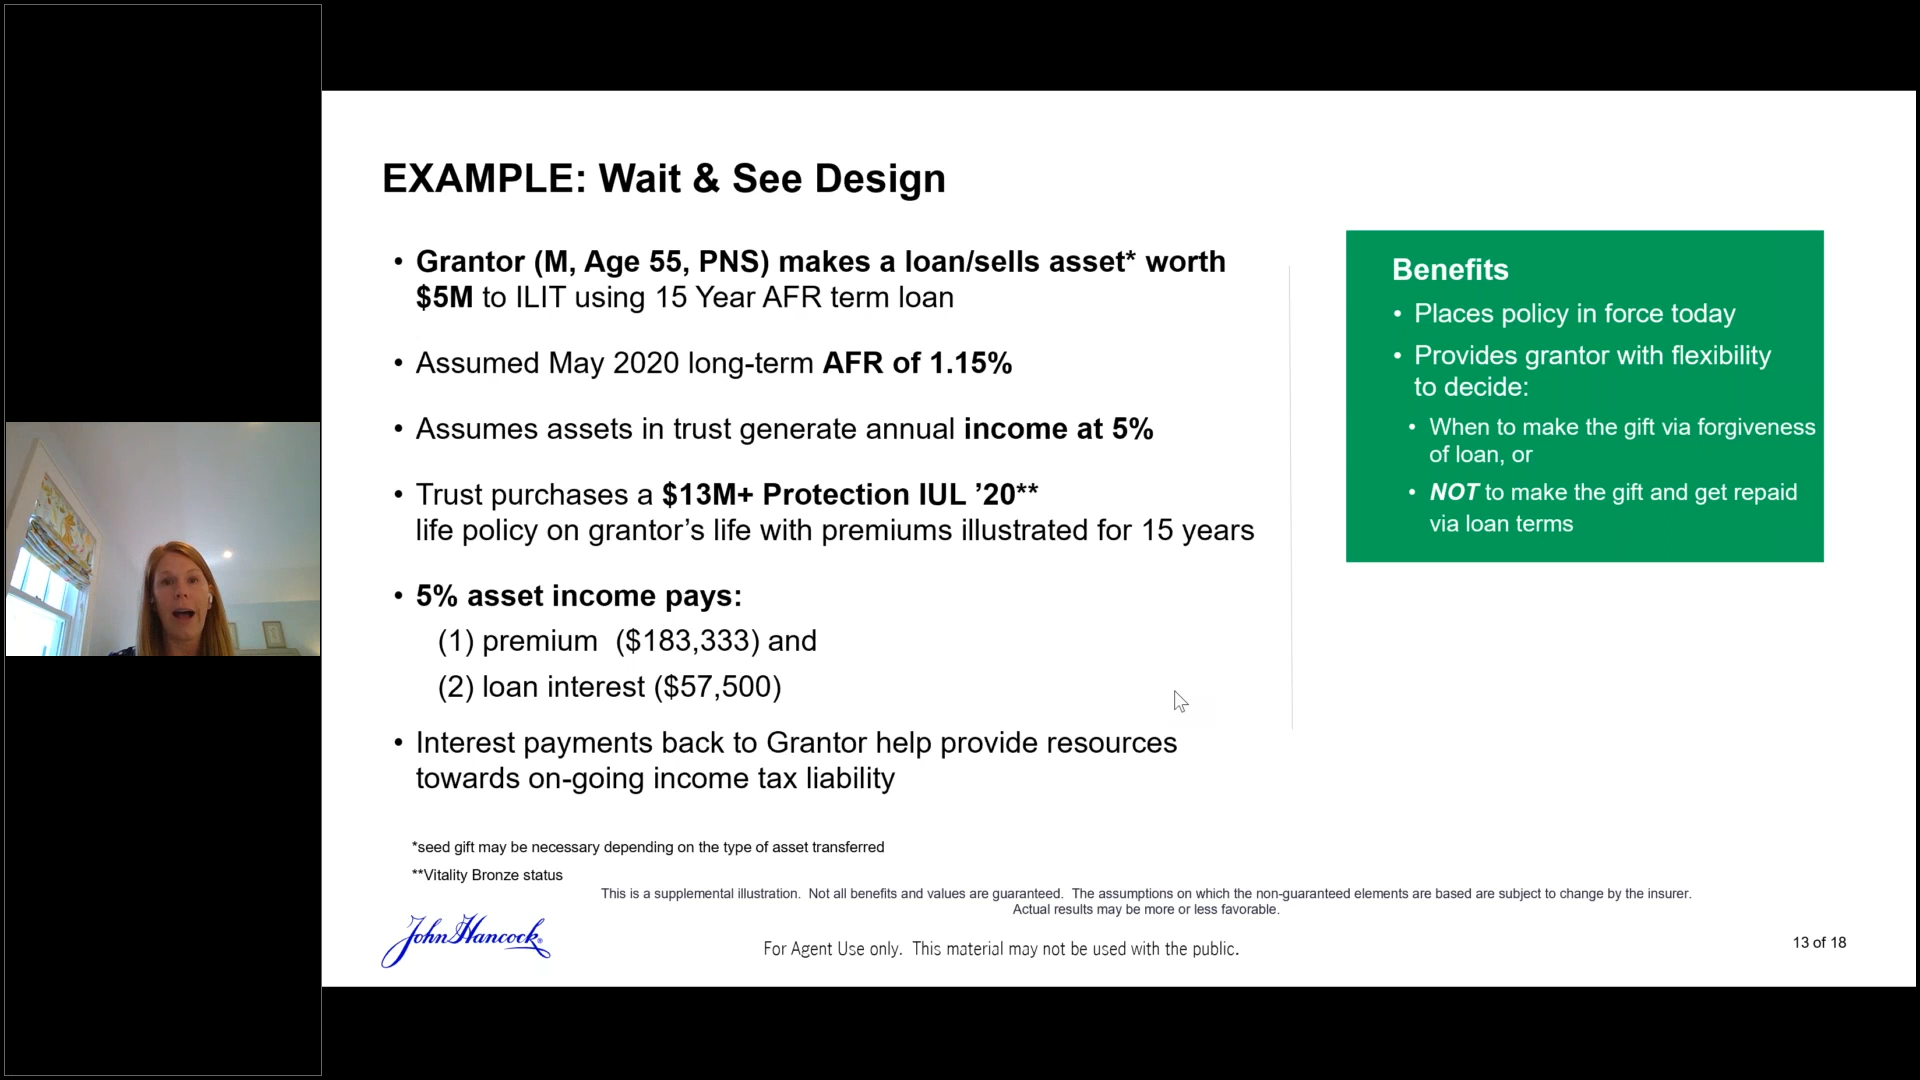 EXAMPLE: Wait & See Design
• Grantor (M, Age 55, PNS) makes a loan/sells asset* worth
$5M to ILIT using 15 Year AFR term loan
• Assumed May 2020 long-term AFR of 1.15%
• Assumes assets in trust generate annual income at 5%
• Trust purchases a $13M+ Protection IUL ’20**
life policy on grantor’s life with premiums illustrated for 15 years
• 5% asset income pays:
(1) premium ($183,333) and
(2) loan interest ($57,500)
• Interest payments back to Grantor help provide resources
towards on-going income tax liability
Benefits
• Places policy in force today
• Provides grantor with flexibility
to decide:
• When to make the gift via forgiveness
of loan, or
• NOT to make the gift and get repaid
via loan terms
*seed gift may be necessary depending on the type of asset transferred
**Vitality Bronze status
This is a supplemental illustration. Not all benefits and values are guaranteed. The assumptions on which the non-guaranteed elements are based are subject to change by the insurer.
Actual results may be more or less favorable.
John Hancock®
For Agent Use only. This material may not be used with the public.
13 of 18